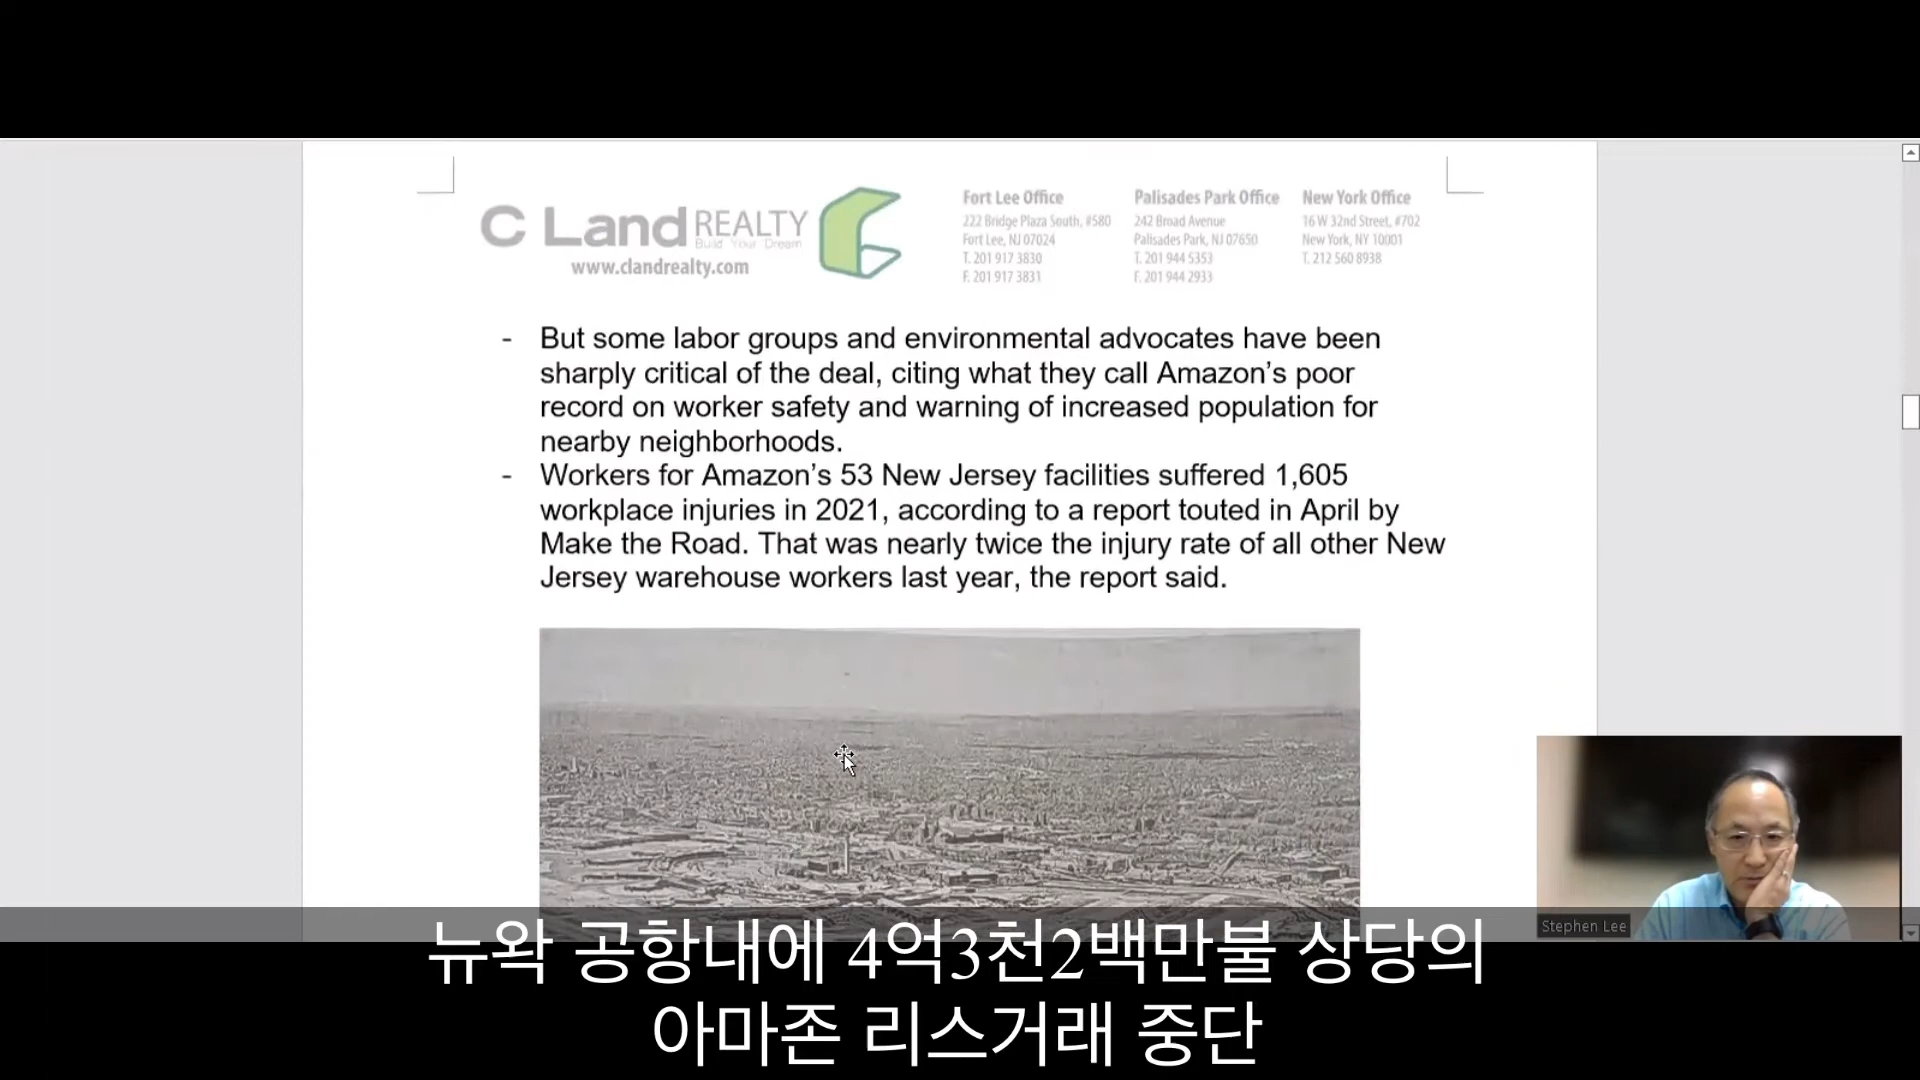 C Land REALTY
Build Your Dream
www.clandrealty.com
Fort Lee Office
222 Bridge Plaza South, #580
Fort Lee, NJ 07024
T. 201 917 3830
F. 201 917 3831
Palisades Park Office
242 Broad Avenue
Palisades Park, NJ 07650
T. 201 944 5353
F. 201 944 2933
New York Office
16 W 32nd Street, #702
New York, NY 10001
T. 212 560 8938
- But some labor groups and environmental advocates have been
sharply critical of the deal, citing what they call Amazon’s poor
record on worker safety and warning of increased population for
nearby neighborhoods.
- Workers for Amazon’s 53 New Jersey facilities suffered 1,605
workplace injuries in 2021, according to a report touted in April by
Make the Road. That was nearly twice the injury rate of all other New
Jersey warehouse workers last year, the report said.
Stephen Lee
뉴왁 공항내에 4억3천2백만불 상당의
아마존 리스거래 중단